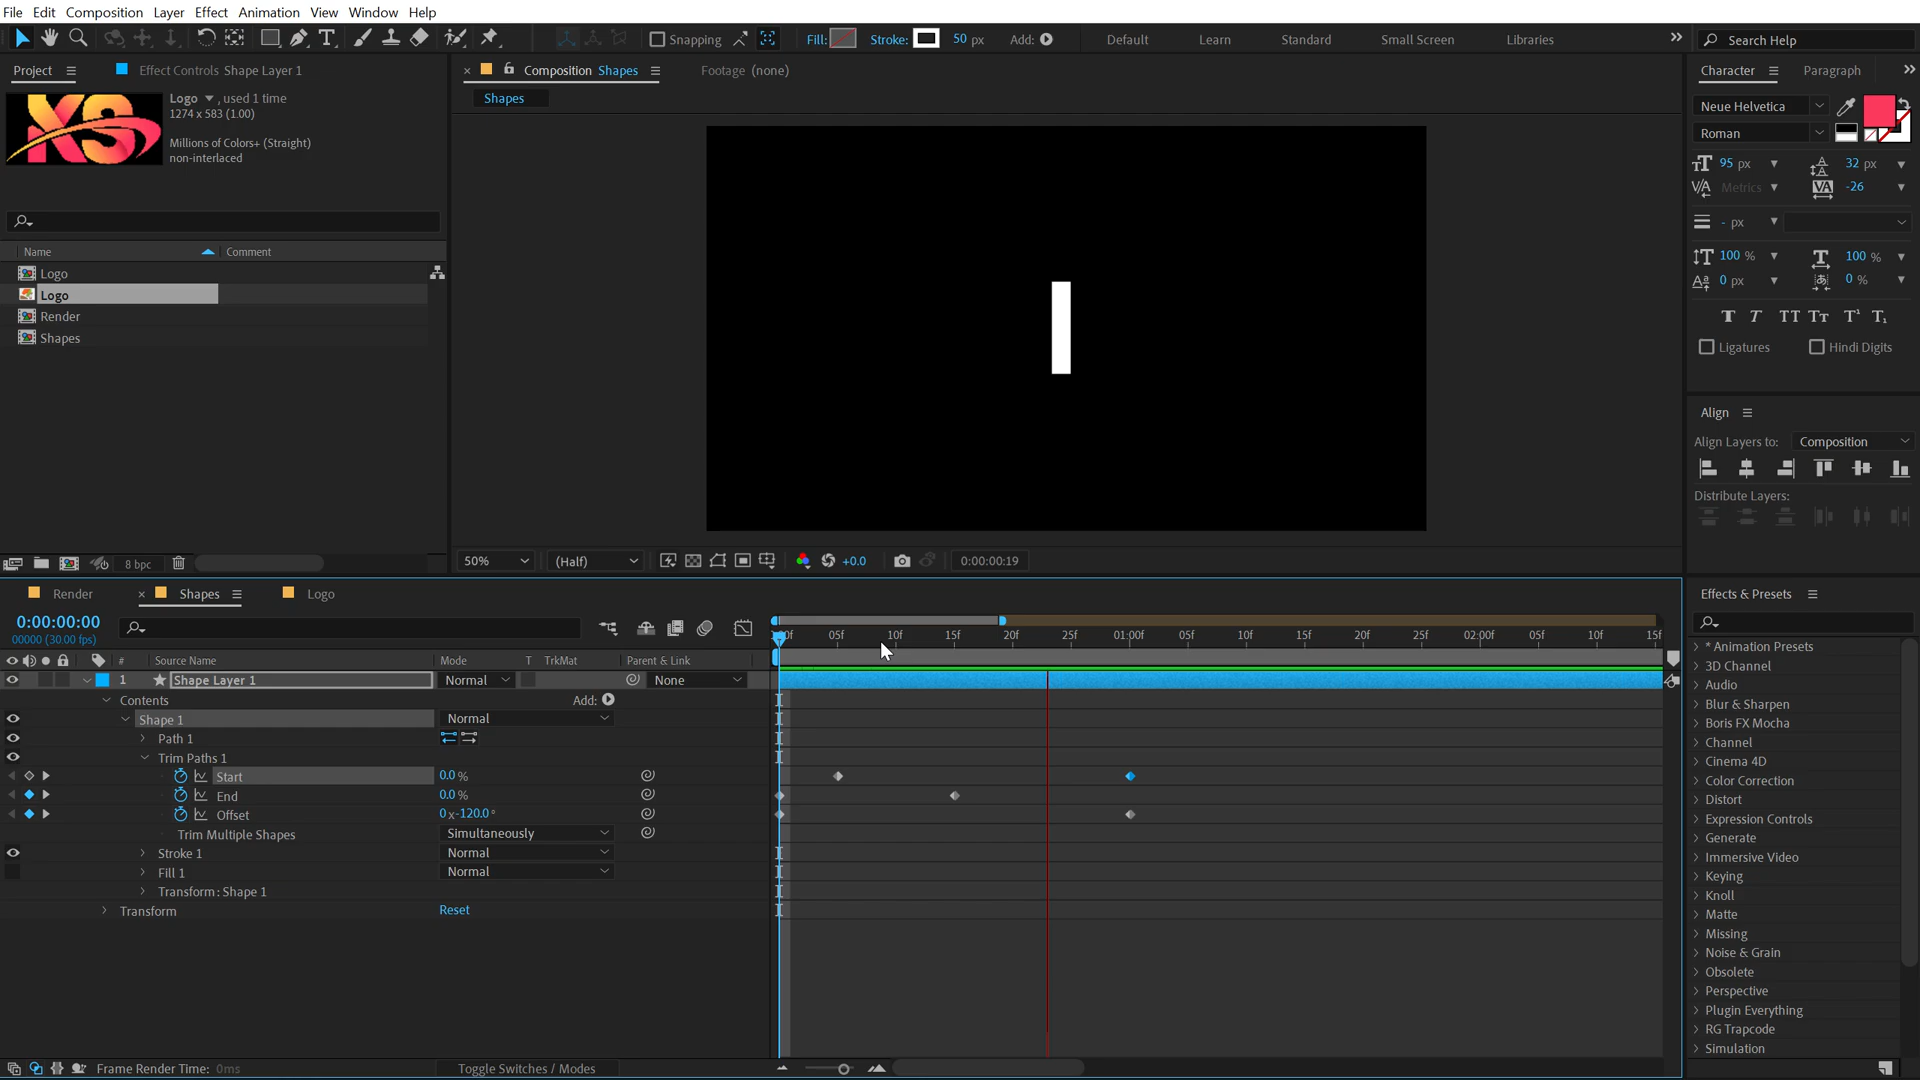 File Edit Composition Layer Effect Animation View Window Help
Snapping Fill: Stroke: 50 px Add: Default Learn Standard Small Screen Libraries Search Help
Project Effect Controls Shape Layer 1
Composition Shapes Footage (none)
Character Paragraph
Shapes
Logo , used 1 time
1274 x 583 (1.00)
Millions of Colors+ (Straight)
non-interlaced
XS
Neue Helvetica
Roman
95 px 32 px
Metrics -26
- px
100 % 100 %
0 px 0 %
Ligatures Hindi Digits
Name Comment
Logo
Logo
Render
Shapes
Align
Align Layers to: Composition
Distribute Layers:
8 bpc
50% (Half) +0.0 0:00:00:19
Render Shapes Logo
Effects & Presets
0:00:00:00
00000 (30.00 fps)
05f 10f 15f 20f 25f 01:00f 05f 10f 15f 20f 25f 02:00f 05f 10f 15f
# Source Name Mode T TrkMat Parent & Link
1 Shape Layer 1 Normal None
Contents Add:
Shape 1 Normal
Path 1
Trim Paths 1
Start 0.0 %
End 0.0 %
Offset 0 x-120.0 °
Trim Multiple Shapes Simultaneously
Stroke 1 Normal
Fill 1 Normal
Transform: Shape 1
Transform Reset
* Animation Presets
3D Channel
Audio
Blur & Sharpen
Boris FX Mocha
Channel
Cinema 4D
Color Correction
Distort
Expression Controls
Generate
Immersive Video
Keying
Knoll
Matte
Missing
Noise & Grain
Obsolete
Perspective
Plugin Everything
RG Trapcode
Simulation
Frame Render Time: 0ms Toggle Switches / Modes